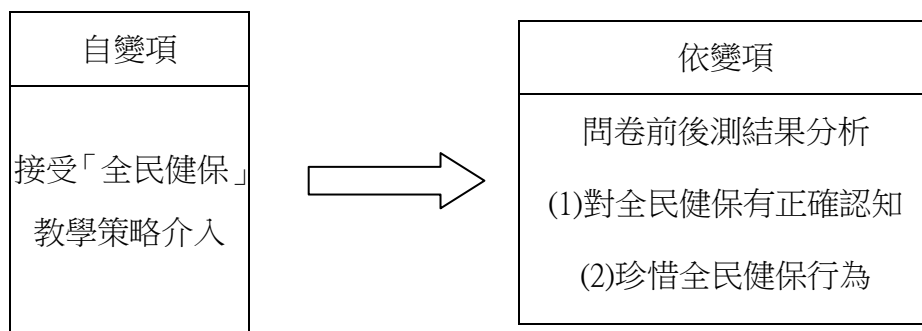 自變項
接受「全民健保」
教學策略介入
依變項
問卷前後測結果分析
(1)對全民健保有正確認知
(2)珍惜全民健保行為